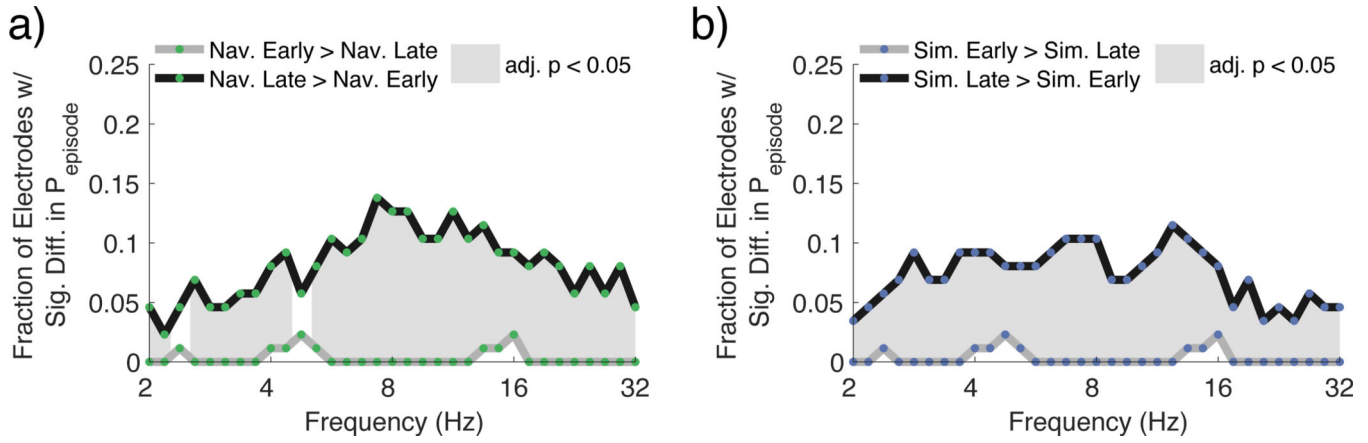 a)
Nav. Early > Nav. Late
Nav. Late > Nav. Early
adj. p < 0.05
Fraction of Electrodes w/
Sig. Diff. in P_episode
0.25
0.2
0.15
0.1
0.05
0
2
4
8
16
32
Frequency (Hz)
b)
Sim. Early > Sim. Late
Sim. Late > Sim. Early
adj. p < 0.05
Fraction of Electrodes w/
Sig. Diff. in P_episode
0.25
0.2
0.15
0.1
0.05
0
2
4
8
16
32
Frequency (Hz)